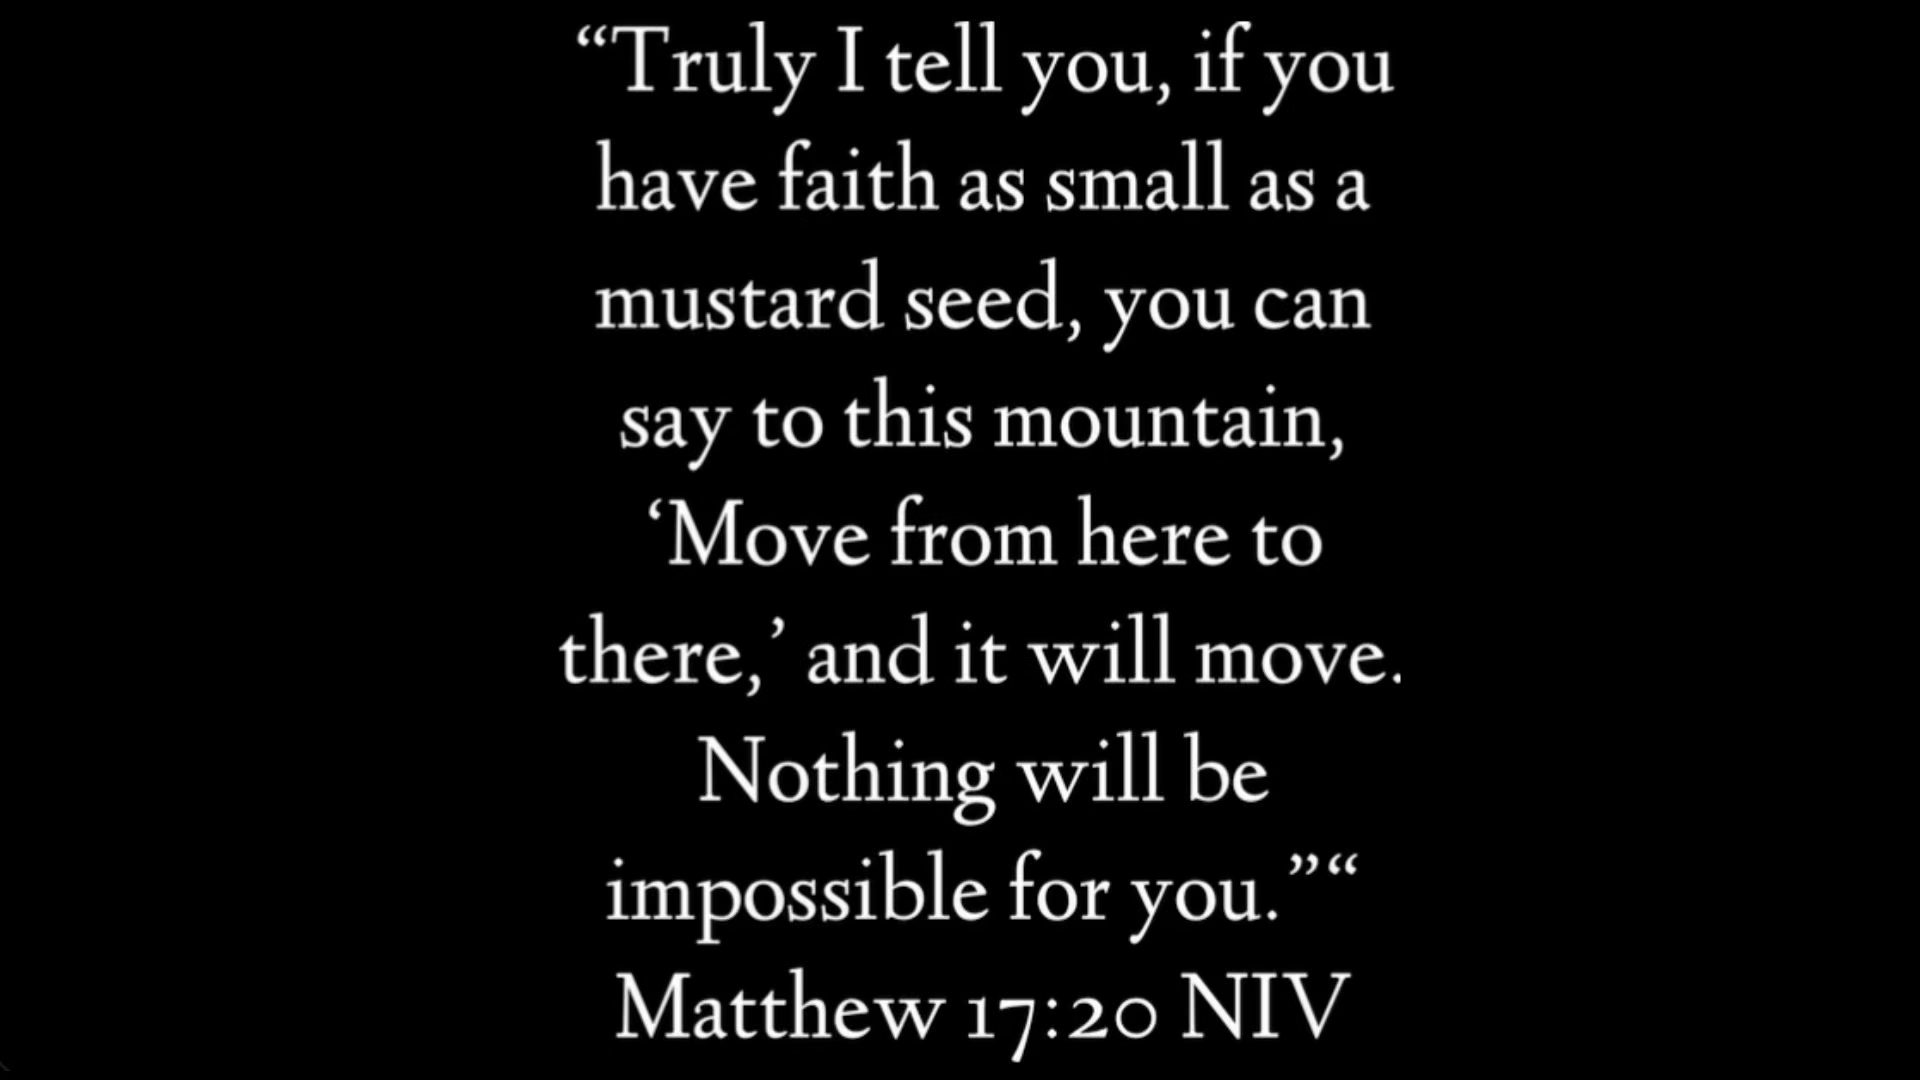 “Truly I tell you, if you
have faith as small as a
mustard seed, you can
say to this mountain,
‘Move from here to
there,’ and it will move.
Nothing will be
impossible for you.”“
Matthew 17:20 NIV